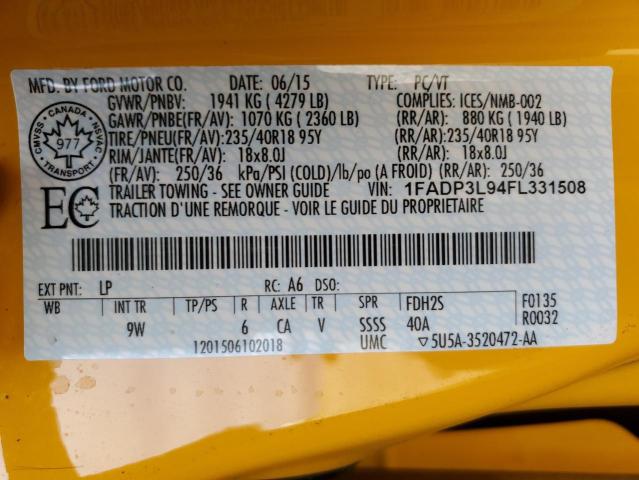 MFD. BY FORD MOTOR CO. DATE: 06/15 TYPE: PC/VT
GVWR/PNBV: 1941 KG ( 4279 LB) COMPLIES: ICES/NMB-002
GAWR/PNBE(FR/AV): 1070 KG ( 2360 LB) (RR/AR): 880 KG ( 1940 LB)
TIRE/PNEU(FR/AV): 235/40R18 95Y (RR/AR): 235/40R18 95Y
RIM/JANTE(FR/AV): 18x8.0J (RR/AR): 18x8.0J
(FR/AV): 250/36 kPa/PSI (COLD)/lb/po (A FROID) (RR/AR): 250/36
TRAILER TOWING - SEE OWNER GUIDE VIN: 1FADP3L94FL331508
TRACTION D'UNE REMORQUE - VOIR LE GUIDE DU PROPRIETAIRE
CANADA
CMVSS NSVAC
977
TRANSPORT
EC
EXT PNT: LP RC: A6 DSO:
WB INT TR TP/PS R AXLE TR SPR FDH2S F0135
9W 6 CA V SSSS 40A R0032
1201506102018 UMC ▽5U5A-3520472-AA